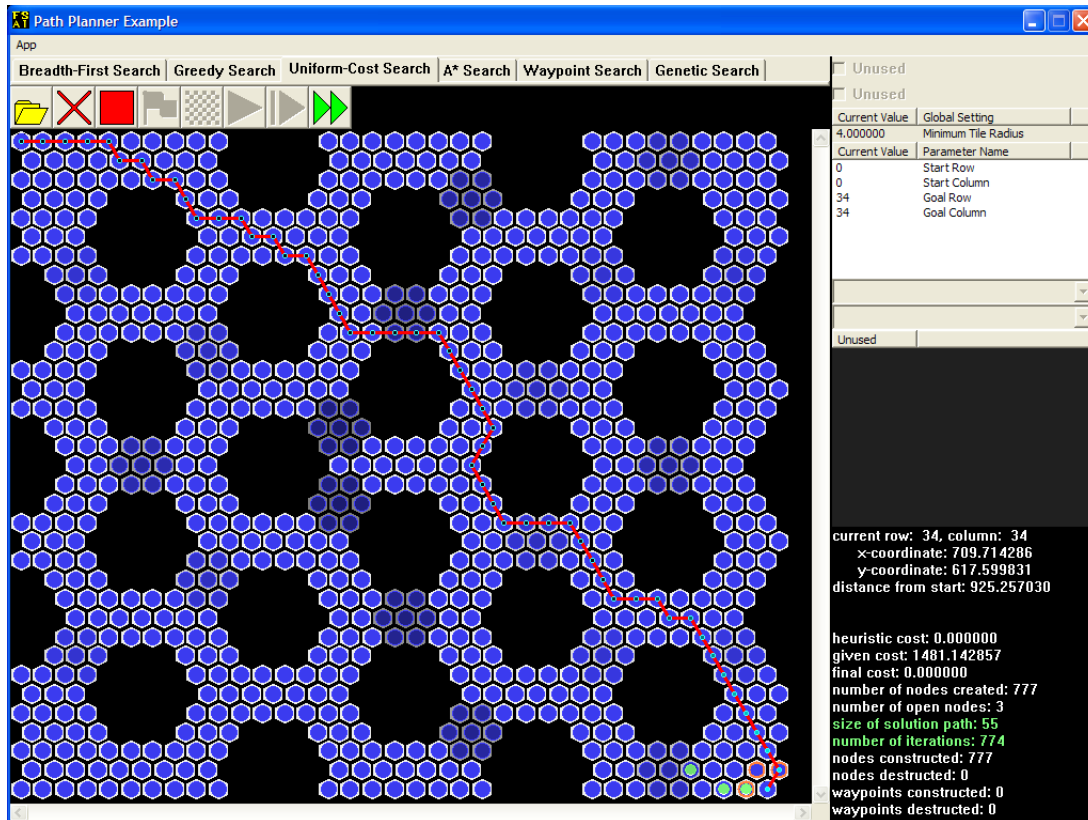 FS AI Path Planner Example
App
Breadth-First Search Greedy Search Uniform-Cost Search A* Search Waypoint Search Genetic Search
Unused
Unused
Current Value Global Setting
4.000000 Minimum Tile Radius
Current Value Parameter Name
0 Start Row
0 Start Column
34 Goal Row
34 Goal Column
Unused
current row: 34, column: 34
x-coordinate: 709.714286
y-coordinate: 617.599831
distance from start: 925.257030
heuristic cost: 0.000000
given cost: 1481.142857
final cost: 0.000000
number of nodes created: 777
number of open nodes: 3
size of solution path: 55
number of iterations: 774
nodes constructed: 777
nodes destructed: 0
waypoints constructed: 0
waypoints destructed: 0